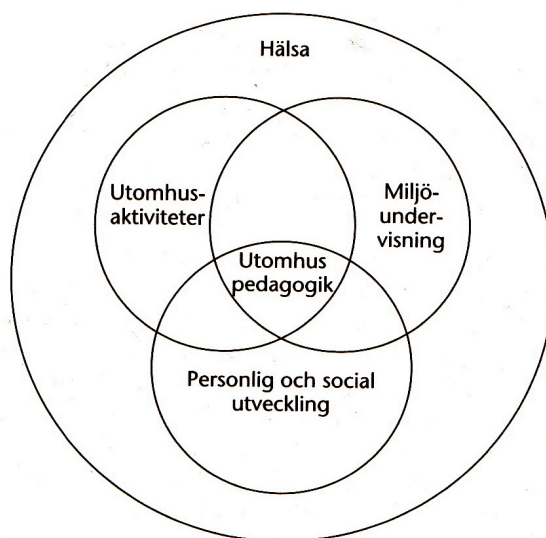 Hälsa
Utomhus-
aktiviteter
Miljö-
under-
visning
Utomhus
pedagogik
Personlig och social
utveckling